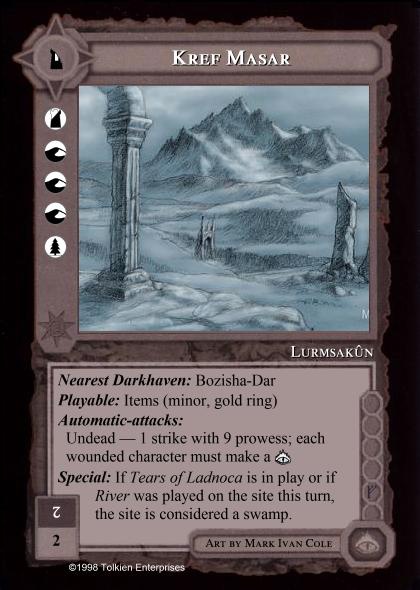 KREF MASAR
M
LURMSAKÛN
Nearest Darkhaven: Bozisha-Dar
Playable: Items (minor, gold ring)
Automatic-attacks:
Undead — 1 strike with 9 prowess; each
wounded character must make a
Special: If Tears of Ladnoca is in play or if
River was played on the site this turn,
the site is considered a swamp.
2
2
ART BY MARK IVAN COLE
©1998 Tolkien Enterprises